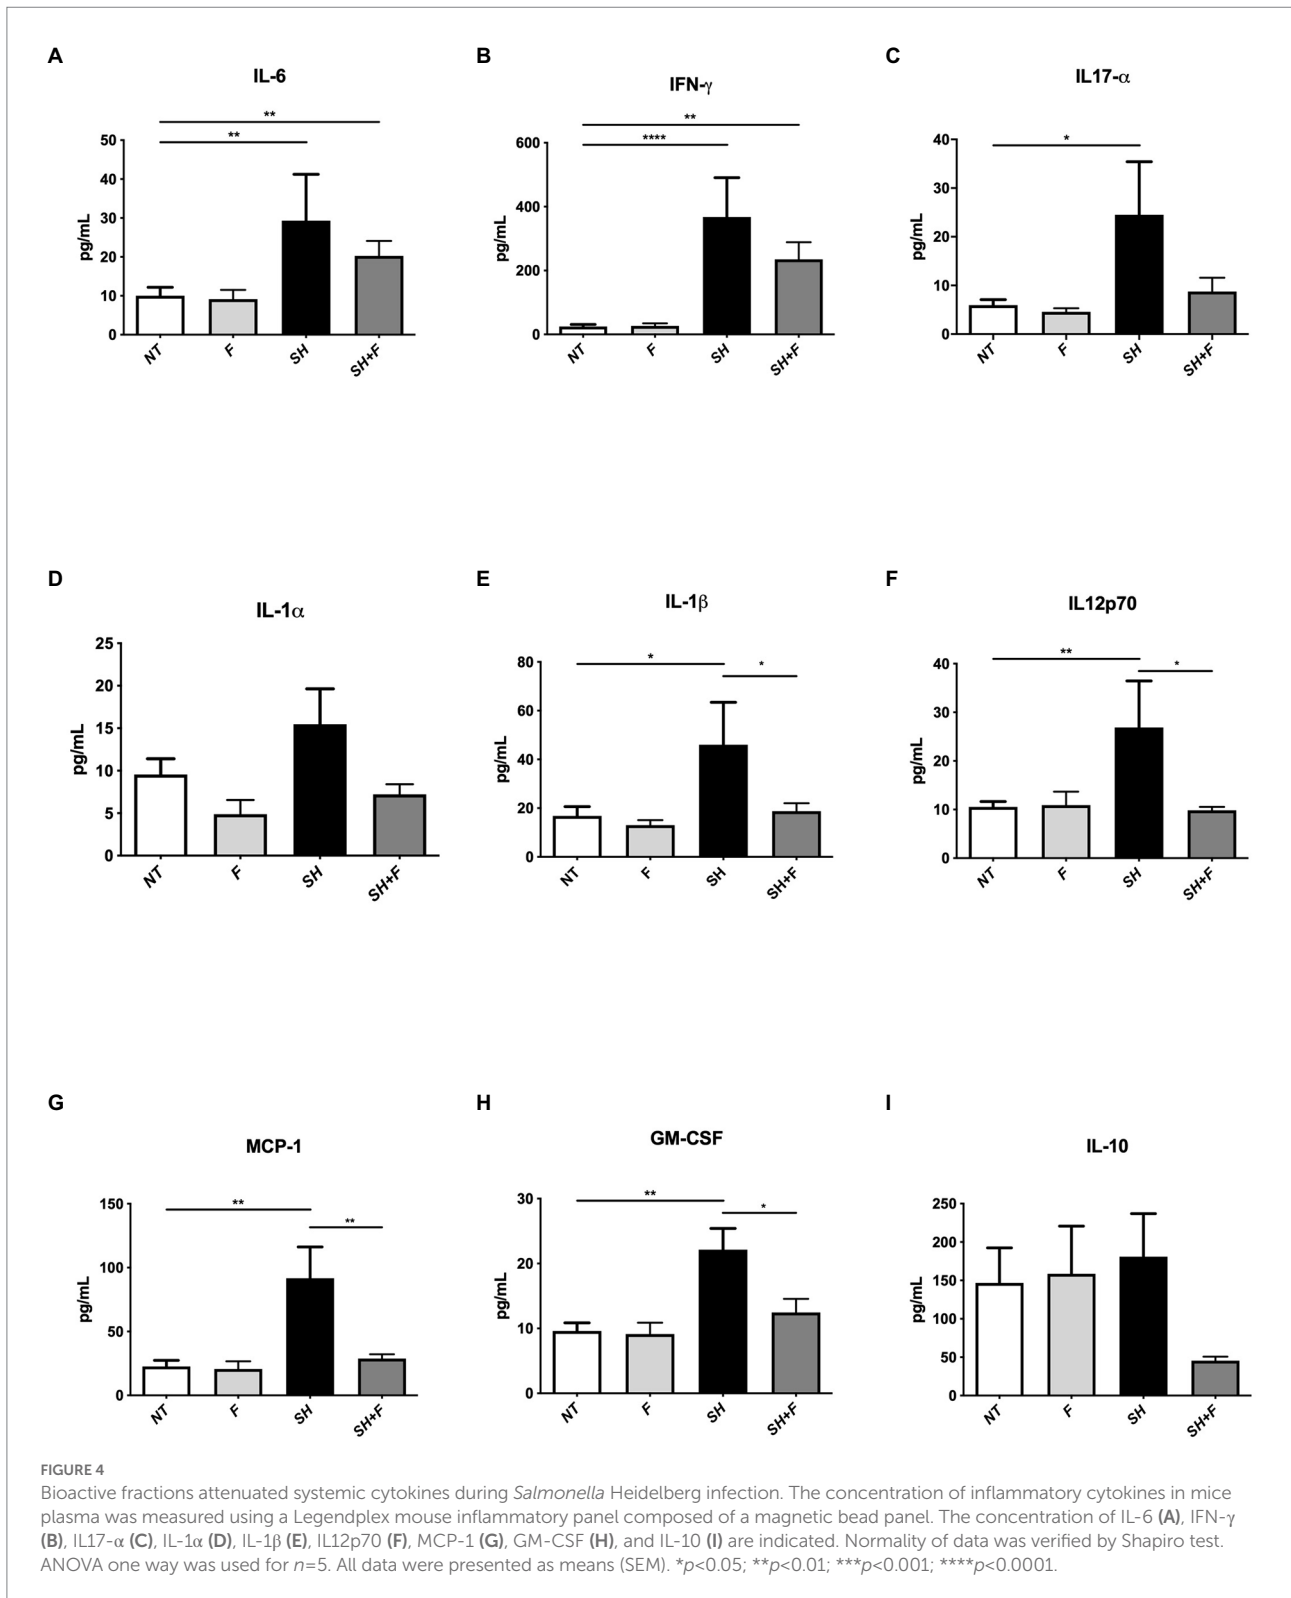 A
IL-6
**
**
50
40
30
20
10
0
pg/mL
NT
F
SH
SH+F
B
IFN-γ
**
****
600
400
200
0
pg/mL
NT
F
SH
SH+F
C
IL17-α
*
40
30
20
10
0
pg/mL
NT
F
SH
SH+F
D
IL-1α
25
20
15
10
5
0
pg/mL
NT
F
SH
SH+F
E
IL-1β
*
*
80
60
40
20
0
pg/mL
NT
F
SH
SH+F
F
IL12p70
**
*
40
30
20
10
0
pg/mL
NT
F
SH
SH+F
G
MCP-1
**
**
150
100
50
0
pg/mL
NT
F
SH
SH+F
H
GM-CSF
**
*
30
20
10
0
pg/mL
NT
F
SH
SH+F
I
IL-10
250
200
150
100
50
0
pg/mL
NT
F
SH
SH+F
FIGURE 4
Bioactive fractions attenuated systemic cytokines during Salmonella Heidelberg infection. The concentration of inflammatory cytokines in mice
plasma was measured using a Legendplex mouse inflammatory panel composed of a magnetic bead panel. The concentration of IL-6 (A), IFN-γ
(B), IL17-α (C), IL-1α (D), IL-1β (E), IL12p70 (F), MCP-1 (G), GM-CSF (H), and IL-10 (I) are indicated. Normality of data was verified by Shapiro test.
ANOVA one way was used for n=5. All data were presented as means (SEM). *p<0.05; **p<0.01; ***p<0.001; ****p<0.0001.